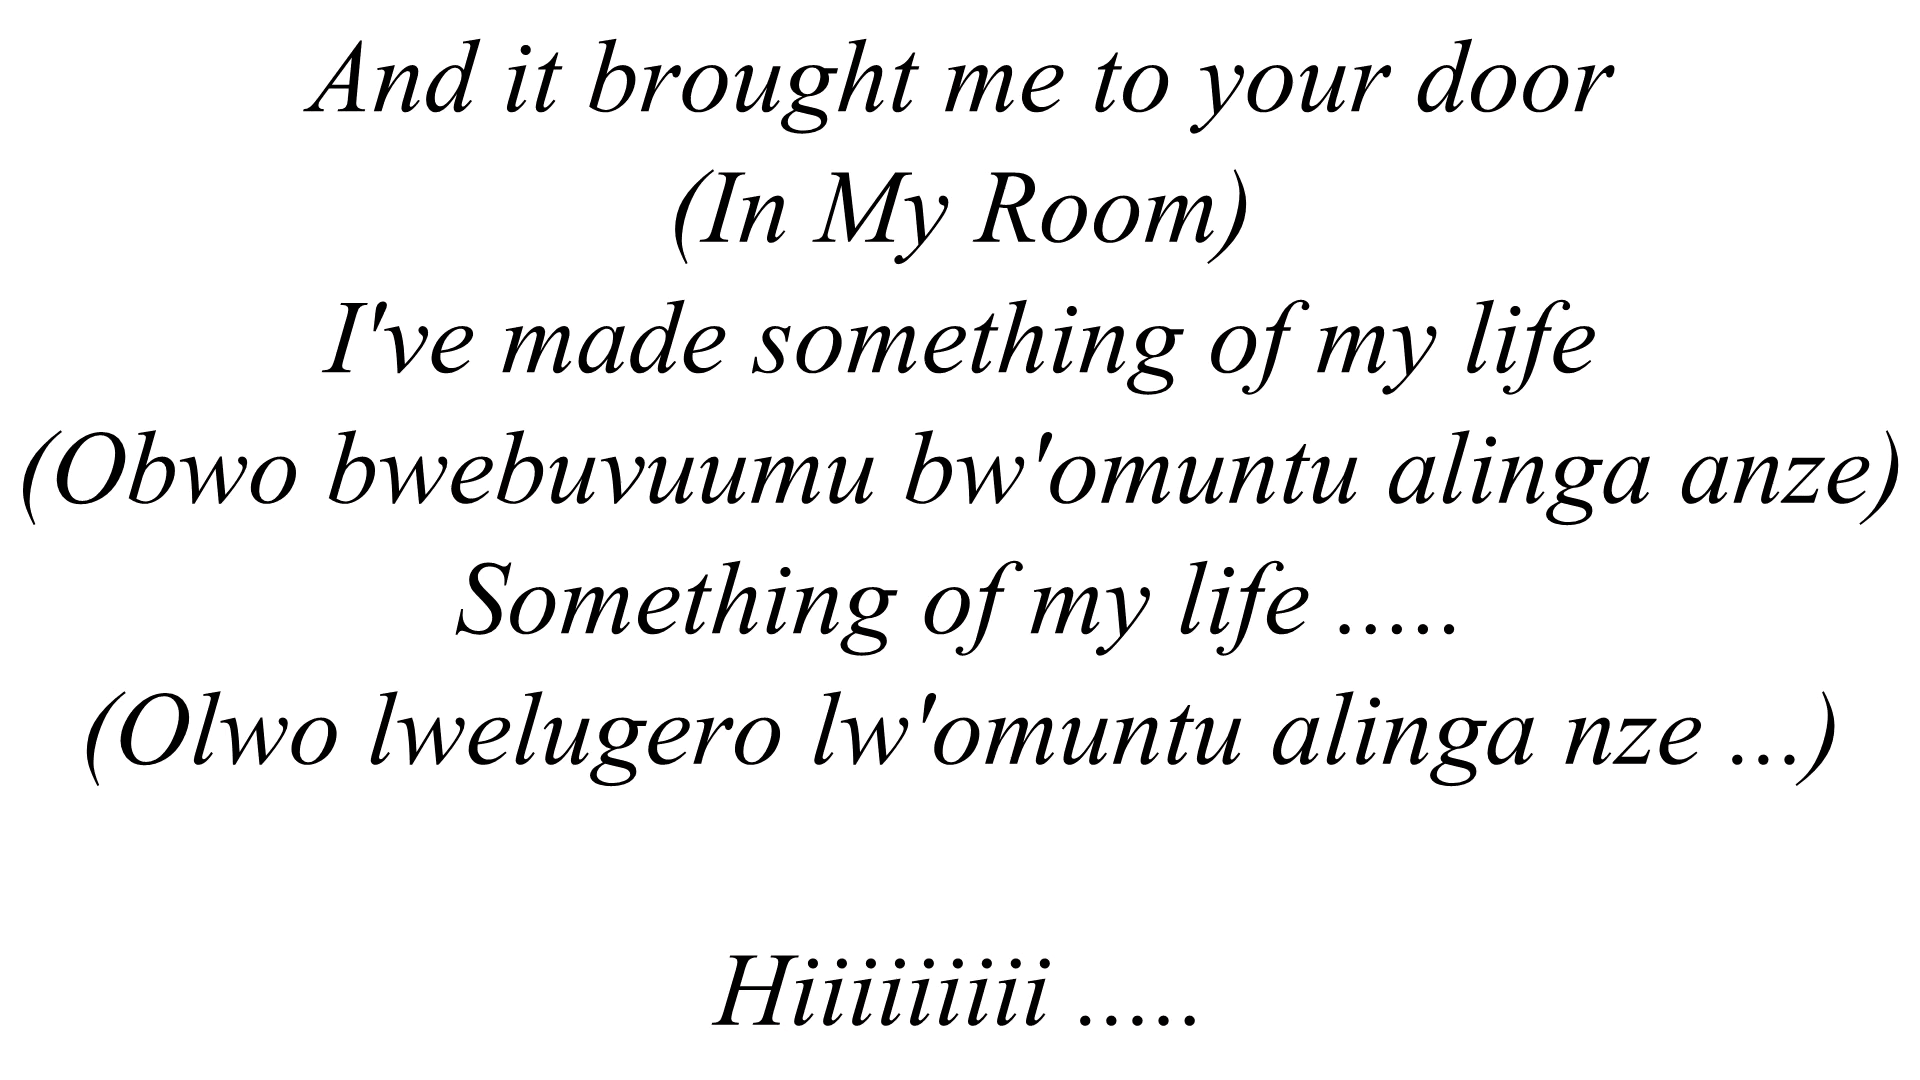 And it brought me to your door
(In My Room)
I've made something of my life
(Obwo bwebuvuumu bw'omuntu alinga anze)
Something of my life .....
(Olwo lwelugero lw'omuntu alinga nze ...)
Hiiiiiiiii .....